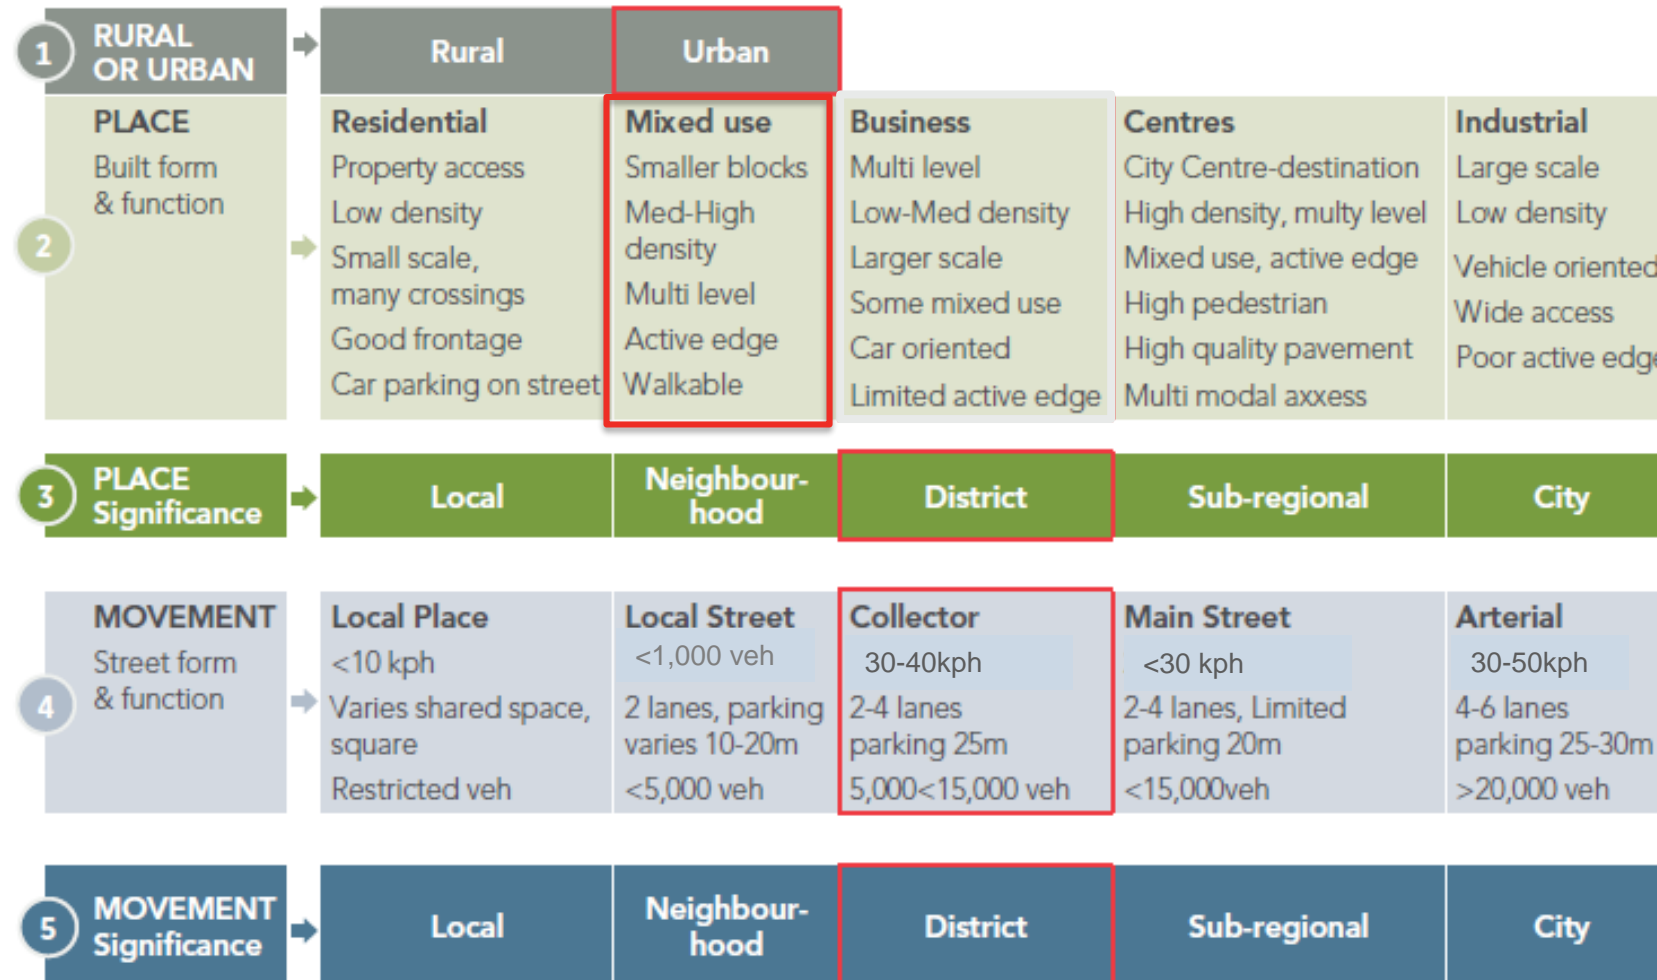 1
RURAL
OR URBAN
Rural
Urban
2
PLACE
Built form
& function
Residential
Property access
Low density
Small scale,
many crossings
Good frontage
Car parking on street
Mixed use
Smaller blocks
Med-High
density
Multi level
Active edge
Walkable
Business
Multi level
Low-Med density
Larger scale
Some mixed use
Car oriented
Limited active edge
Centres
City Centre-destination
High density, multy level
Mixed use, active edge
High pedestrian
High quality pavement
Multi modal axxess
Industrial
Large scale
Low density
Vehicle oriented
Wide access
Poor active edge
3
PLACE
Significance
Local
Neighbour-
hood
District
Sub-regional
City
4
MOVEMENT
Street form
& function
Local Place
<10 kph
Varies shared space,
square
Restricted veh
Local Street
<1,000 veh
2 lanes, parking
varies 10-20m
<5,000 veh
Collector
30-40kph
2-4 lanes
parking 25m
5,000<15,000 veh
Main Street
<30 kph
2-4 lanes, Limited
parking 20m
<15,000veh
Arterial
30-50kph
4-6 lanes
parking 25-30m
>20,000 veh
5
MOVEMENT
Significance
Local
Neighbour-
hood
District
Sub-regional
City